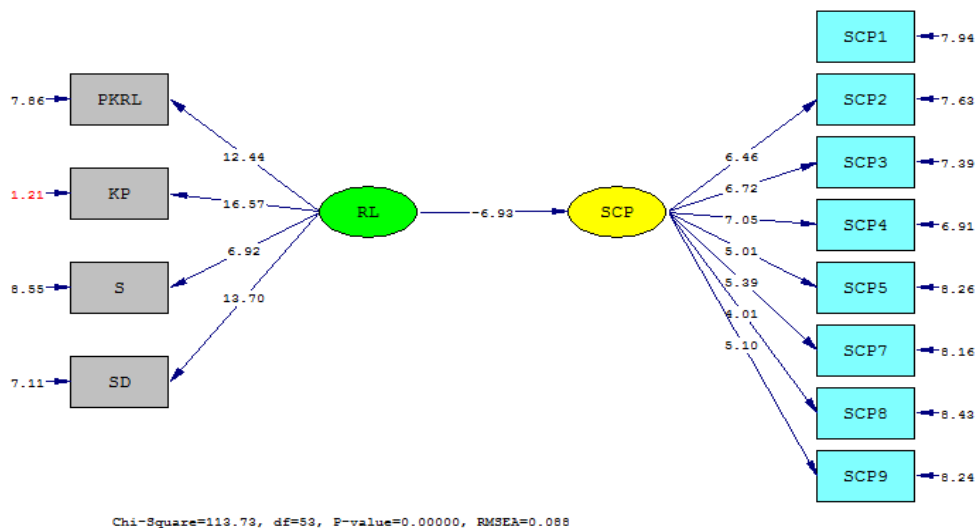 SCP1
7.94
PKRL
7.86
SCP2
7.63
6.46
12.44
SCP3
7.39
6.72
KP
1.21
16.57
RL
-6.93
SCP
7.05
SCP4
6.91
6.92
5.01
S
8.55
SCP5
8.26
5.39
13.70
4.01
5.10
SCP7
8.16
SD
7.11
SCP8
8.43
SCP9
8.24
Chi-Square=113.73, df=53, P-value=0.00000, RMSEA=0.088